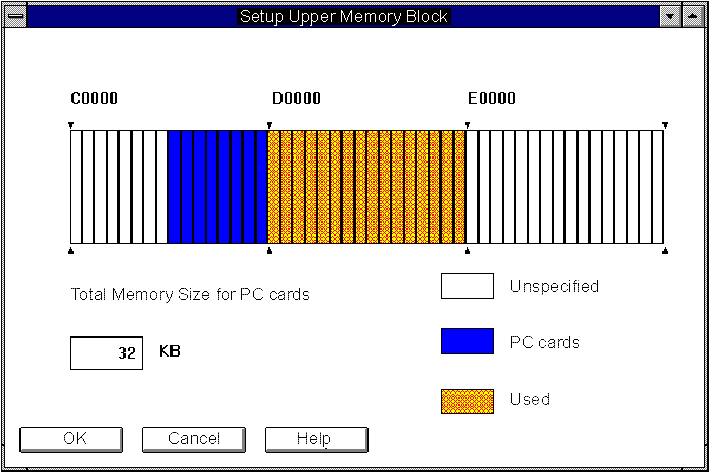 Setup Upper Memory Block
C0000 D0000 E0000
Total Memory Size for PC cards
32 KB
Unspecified
PC cards
Used
OK Cancel Help